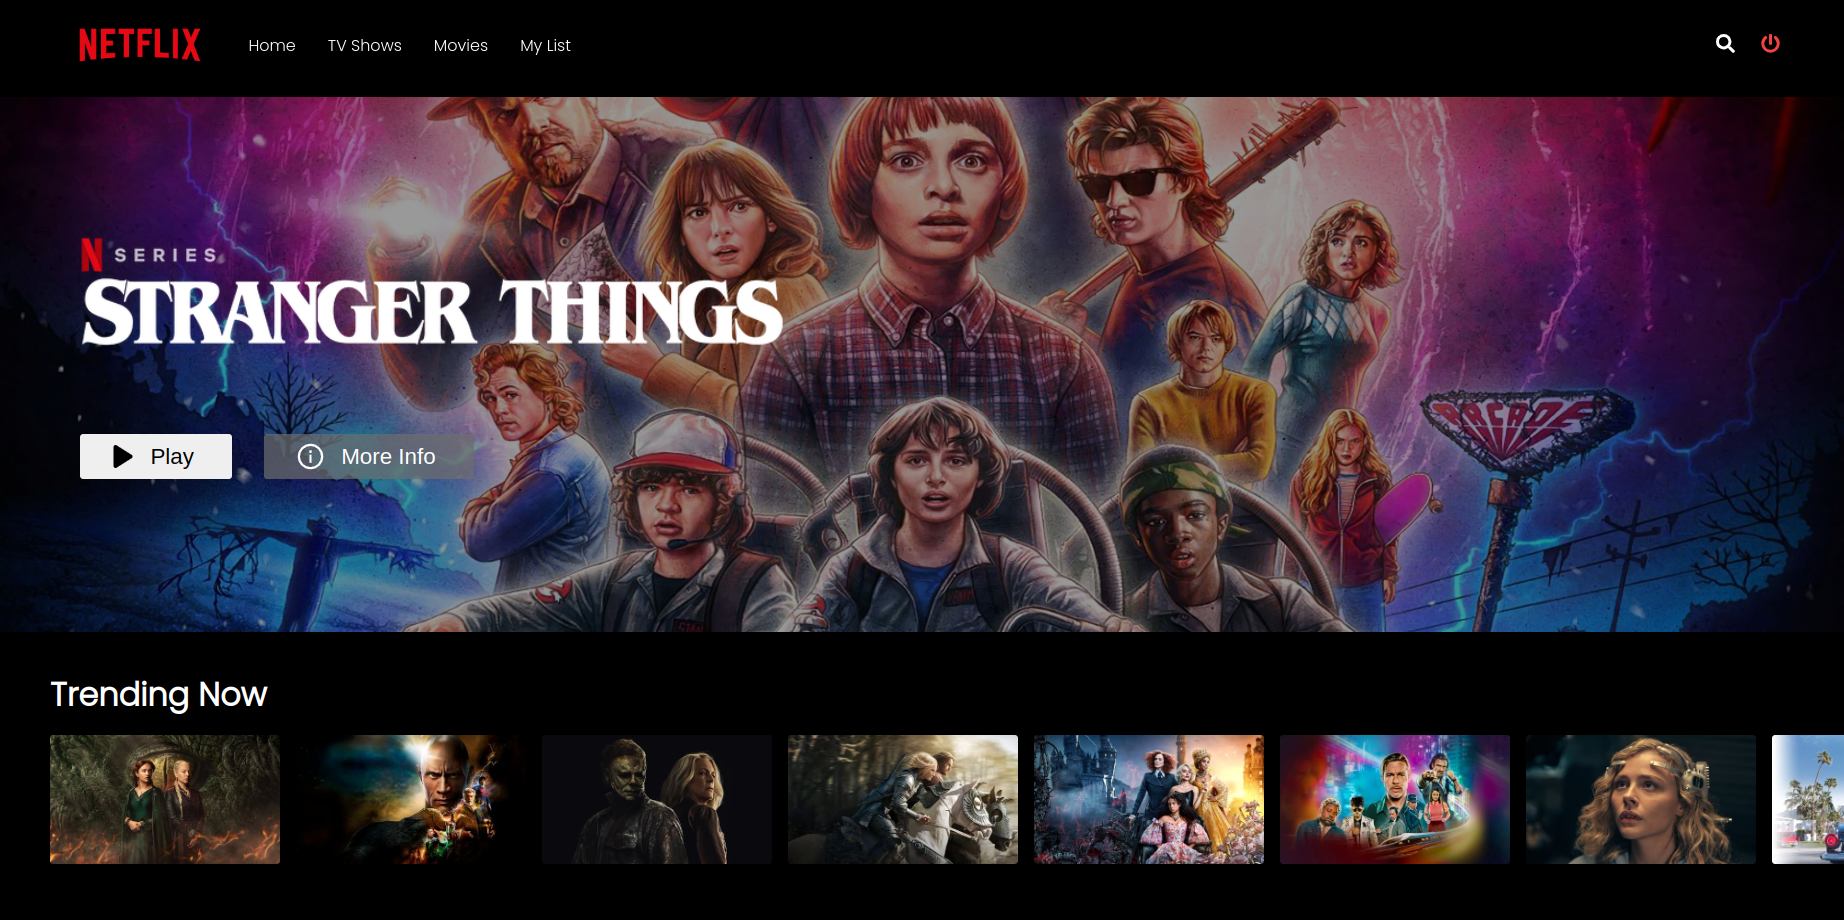 NETFLIX
Home
TV Shows
Movies
My List
N SERIES
STRANGER THINGS
ARCADE
Play
More Info
Trending Now